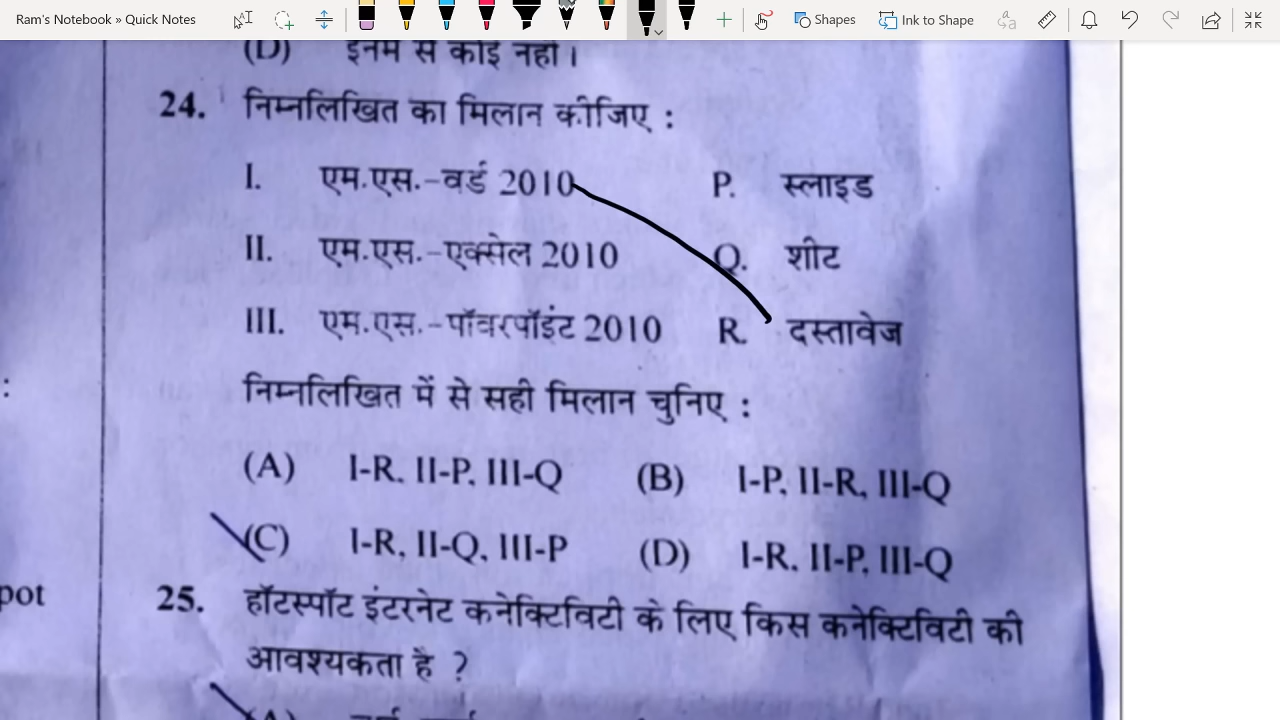 Ram's Notebook » Quick Notes Shapes Ink to Shape
(D) इनमें से कोई नहीं।
24. निम्नलिखित का मिलान कीजिए :
I. एम.एस.-वर्ड 2010 P. स्लाइड
II. एम.एस.-एक्सेल 2010 Q. शीट
III. एम.एस.-पॉवरपॉइंट 2010 R. दस्तावेज
निम्नलिखित में से सही मिलान चुनिए :
:
(A) I-R, II-P, III-Q (B) I-P, II-R, III-Q
(C) I-R, II-Q, III-P (D) I-R, II-P, III-Q
pot
25. हॉटस्पॉट इंटरनेट कनेक्टिविटी के लिए किस कनेक्टिविटी की
आवश्यकता है ?
(A)